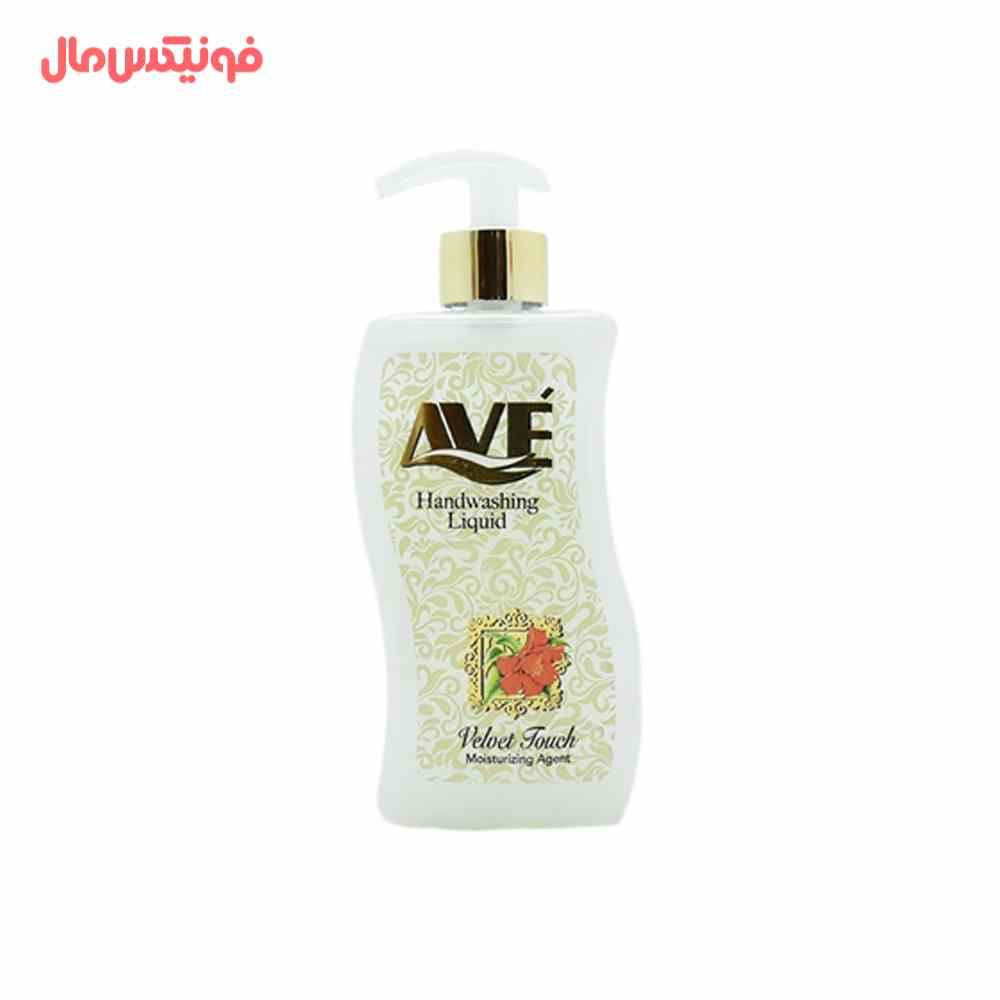 فونیکس‌مال
AVÉ
Handwashing
Liquid
Velvet Touch
Moisturizing Agent